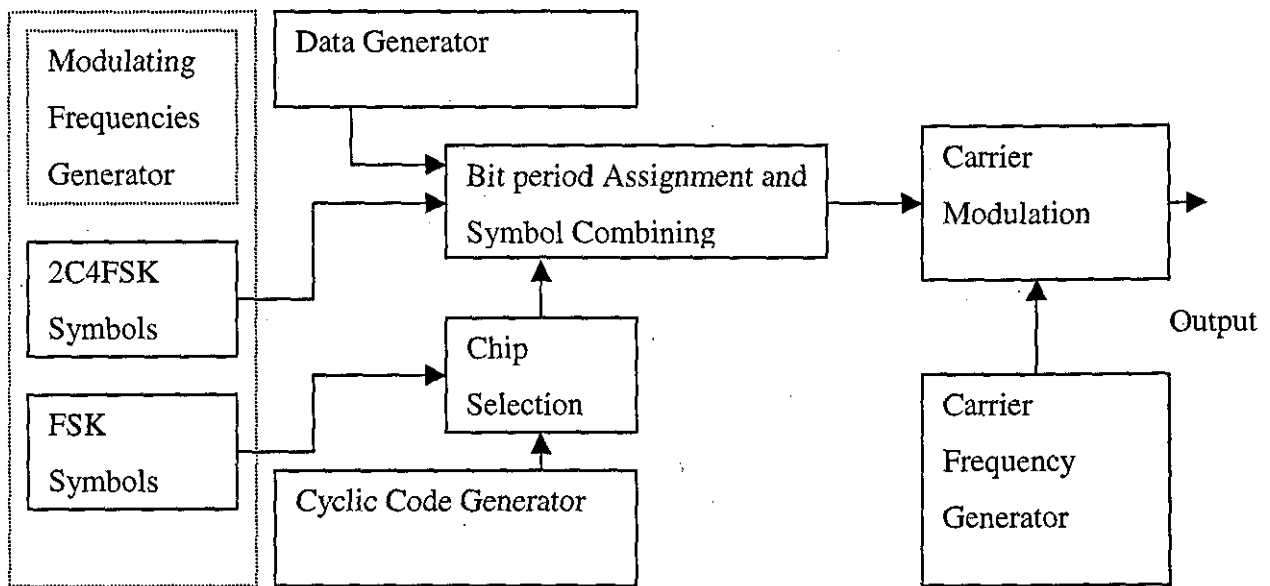 Modulating
Frequencies
Generator
2C4FSK
Symbols
FSK
Symbols
Data Generator
Bit period Assignment and
Symbol Combining
Chip
Selection
Cyclic Code Generator
Carrier
Modulation
Output
Carrier
Frequency
Generator